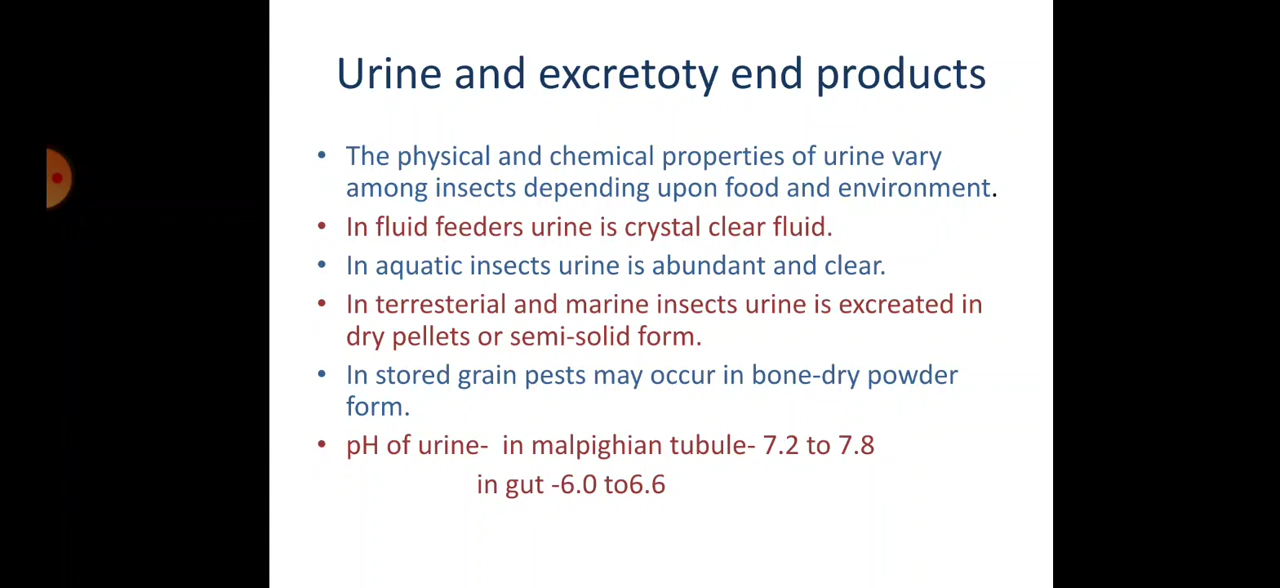 Urine and excretoty end products
• The physical and chemical properties of urine vary
among insects depending upon food and environment.
• In fluid feeders urine is crystal clear fluid.
• In aquatic insects urine is abundant and clear.
• In terresterial and marine insects urine is excreated in
dry pellets or semi-solid form.
• In stored grain pests may occur in bone-dry powder
form.
• pH of urine- in malpighian tubule- 7.2 to 7.8
in gut -6.0 to6.6